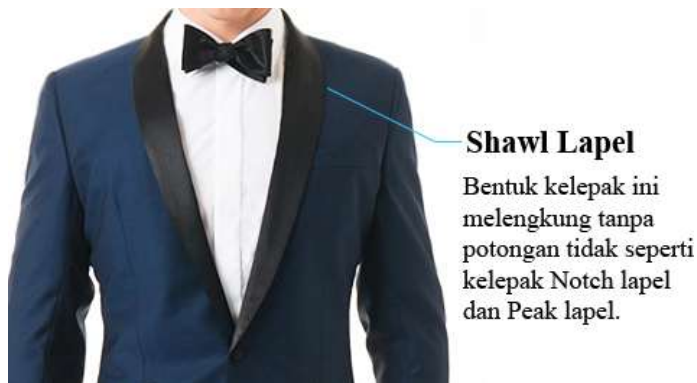 Shawl Lapel
Bentuk kelepak ini
melengkung tanpa
potongan tidak seperti
kelepak Notch lapel
dan Peak lapel.